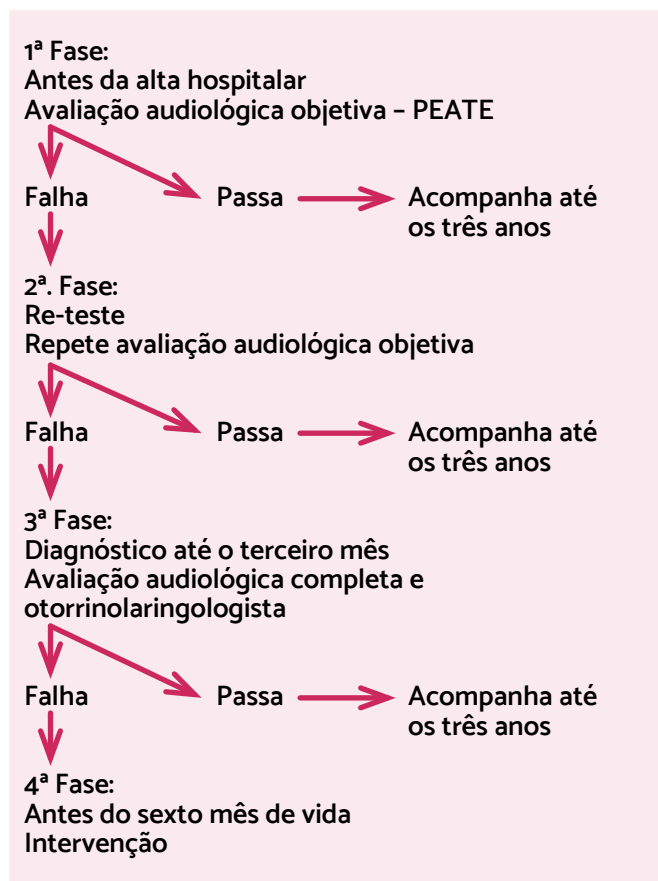 1ª Fase:
Antes da alta hospitalar
Avaliação audiológica objetiva – PEATE
Falha
Passa
Acompanha até
os três anos
2ª. Fase:
Re-teste
Repete avaliação audiológica objetiva
Falha
Passa
Acompanha até
os três anos
3ª Fase:
Diagnóstico até o terceiro mês
Avaliação audiológica completa e
otorrinolaringologista
Falha
Passa
Acompanha até
os três anos
4ª Fase:
Antes do sexto mês de vida
Intervenção